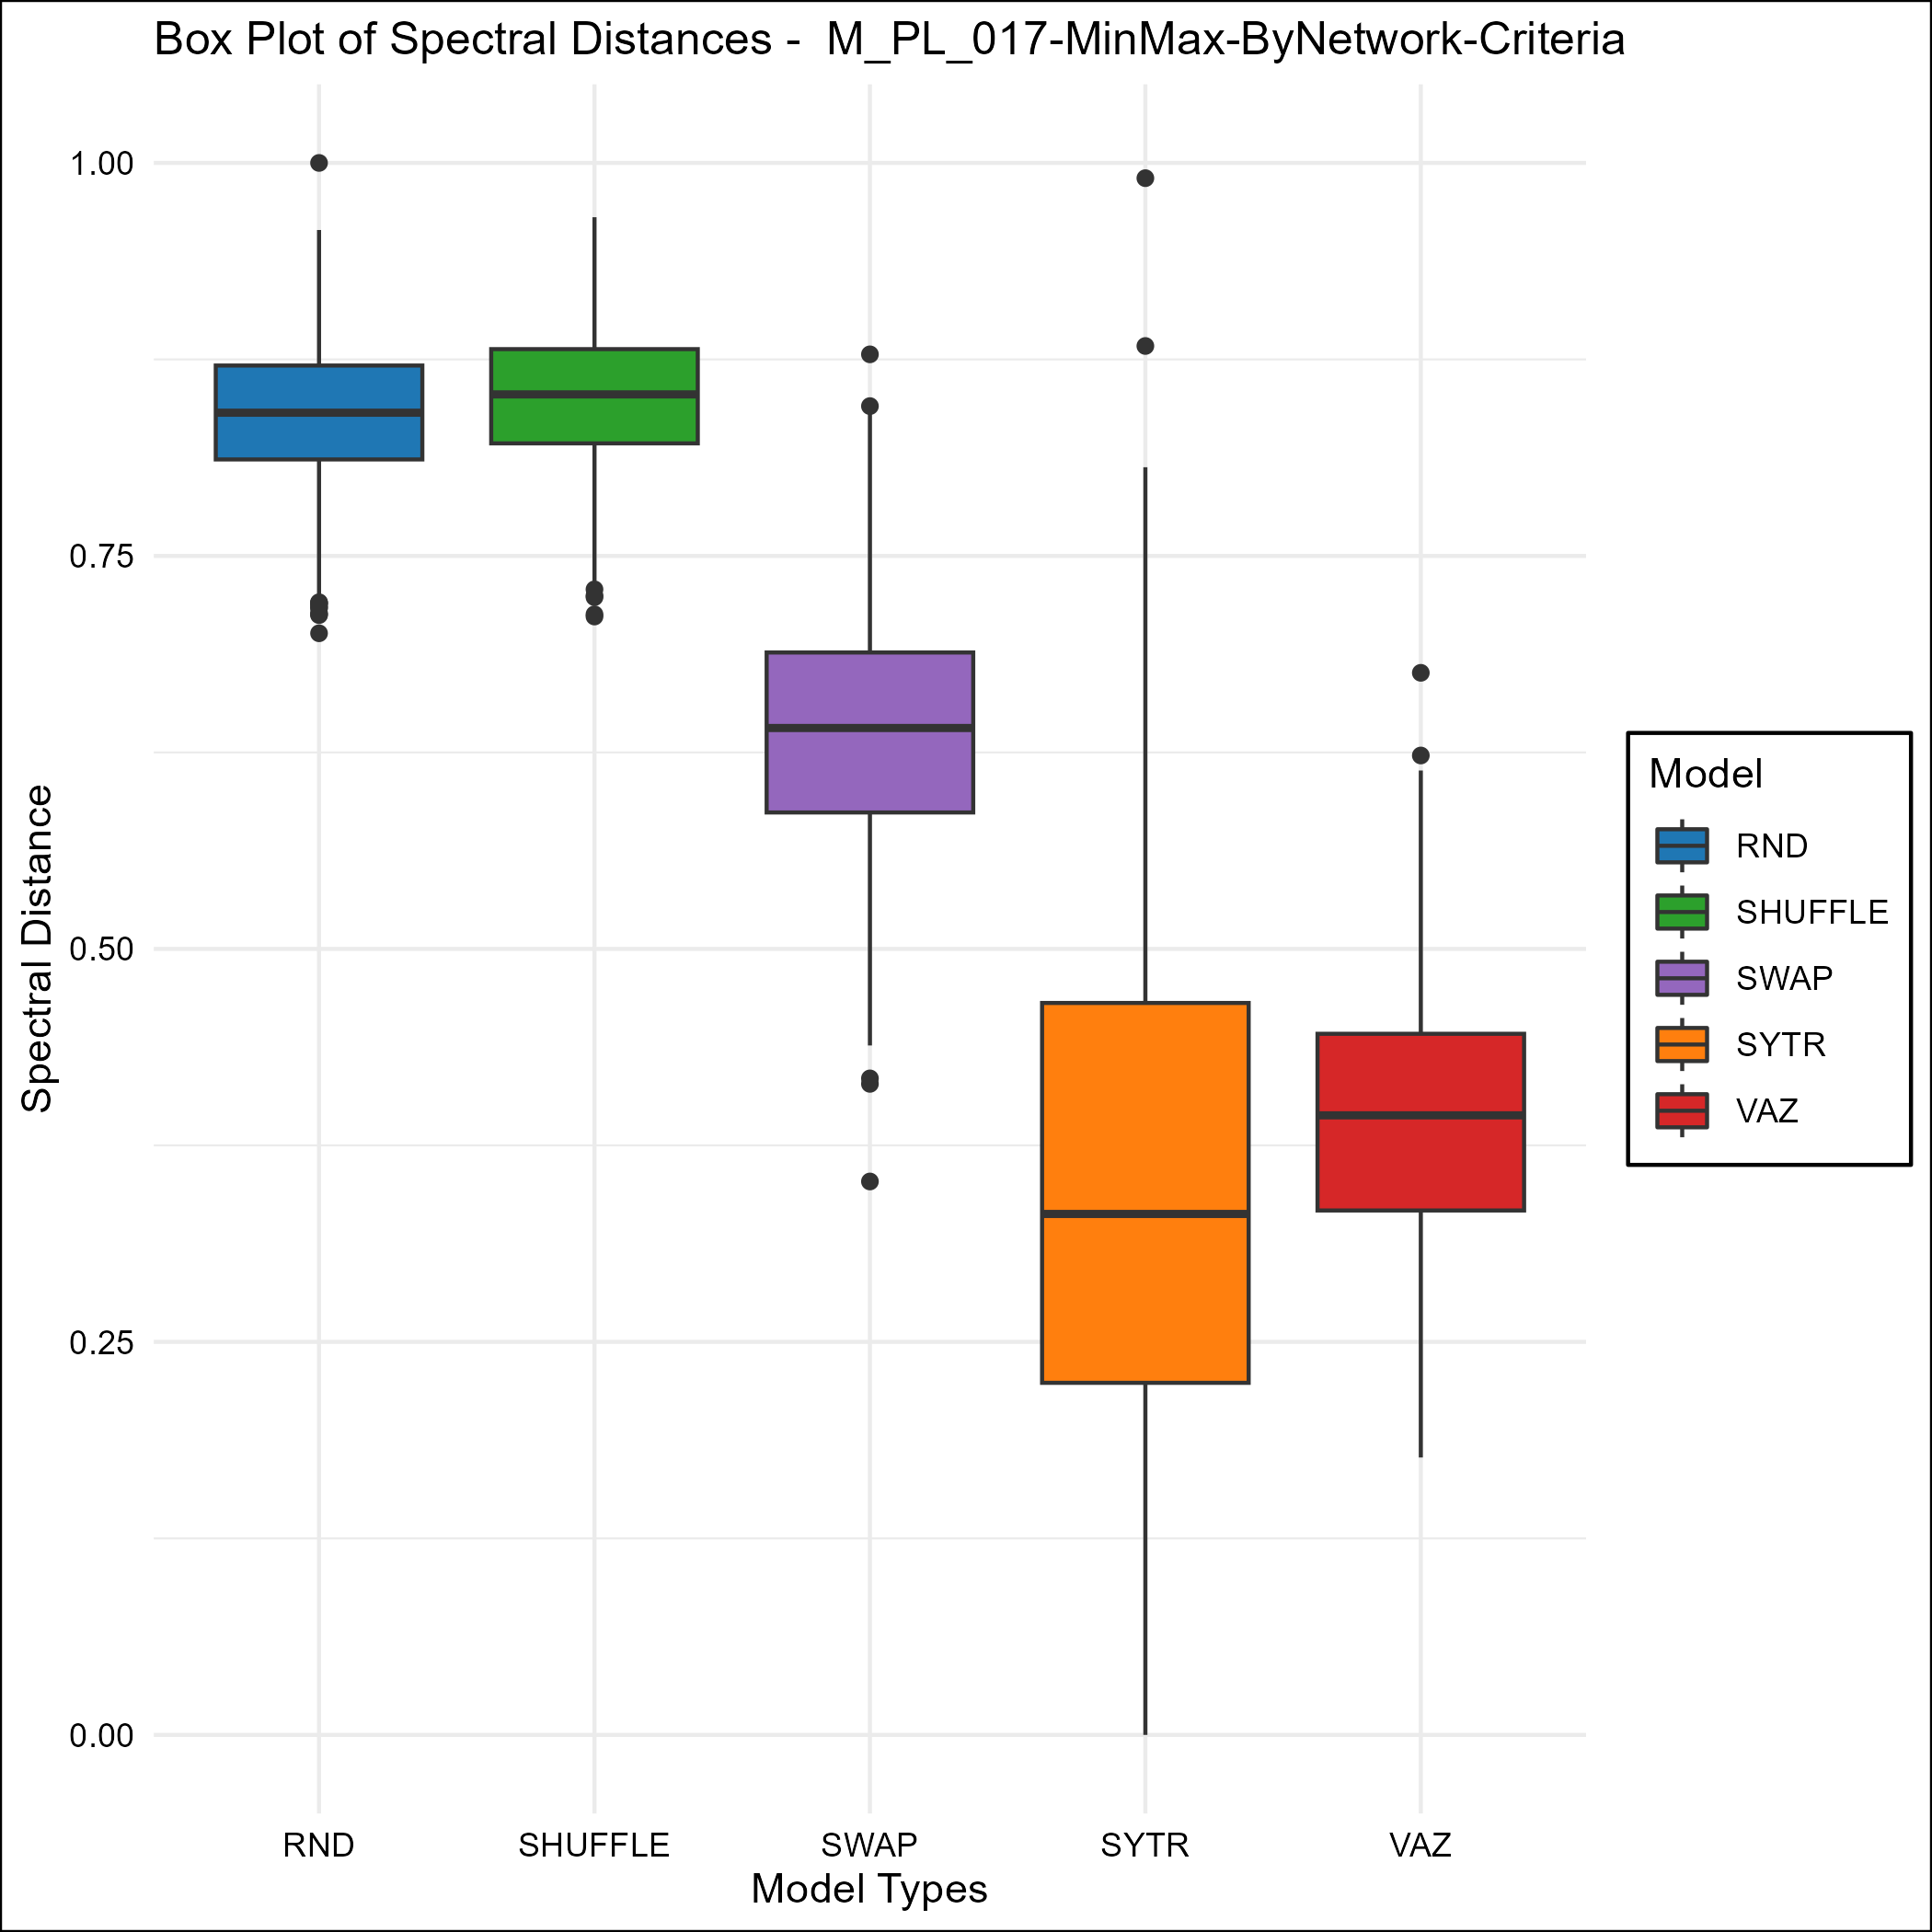 Box Plot of Spectral Distances -  M_PL_017-MinMax-ByNetwork-Criteria
1.00
0.75
0.50
0.25
0.00
Spectral Distance
RND
SHUFFLE
SWAP
SYTR
VAZ
Model Types
Model
RND
SHUFFLE
SWAP
SYTR
VAZ